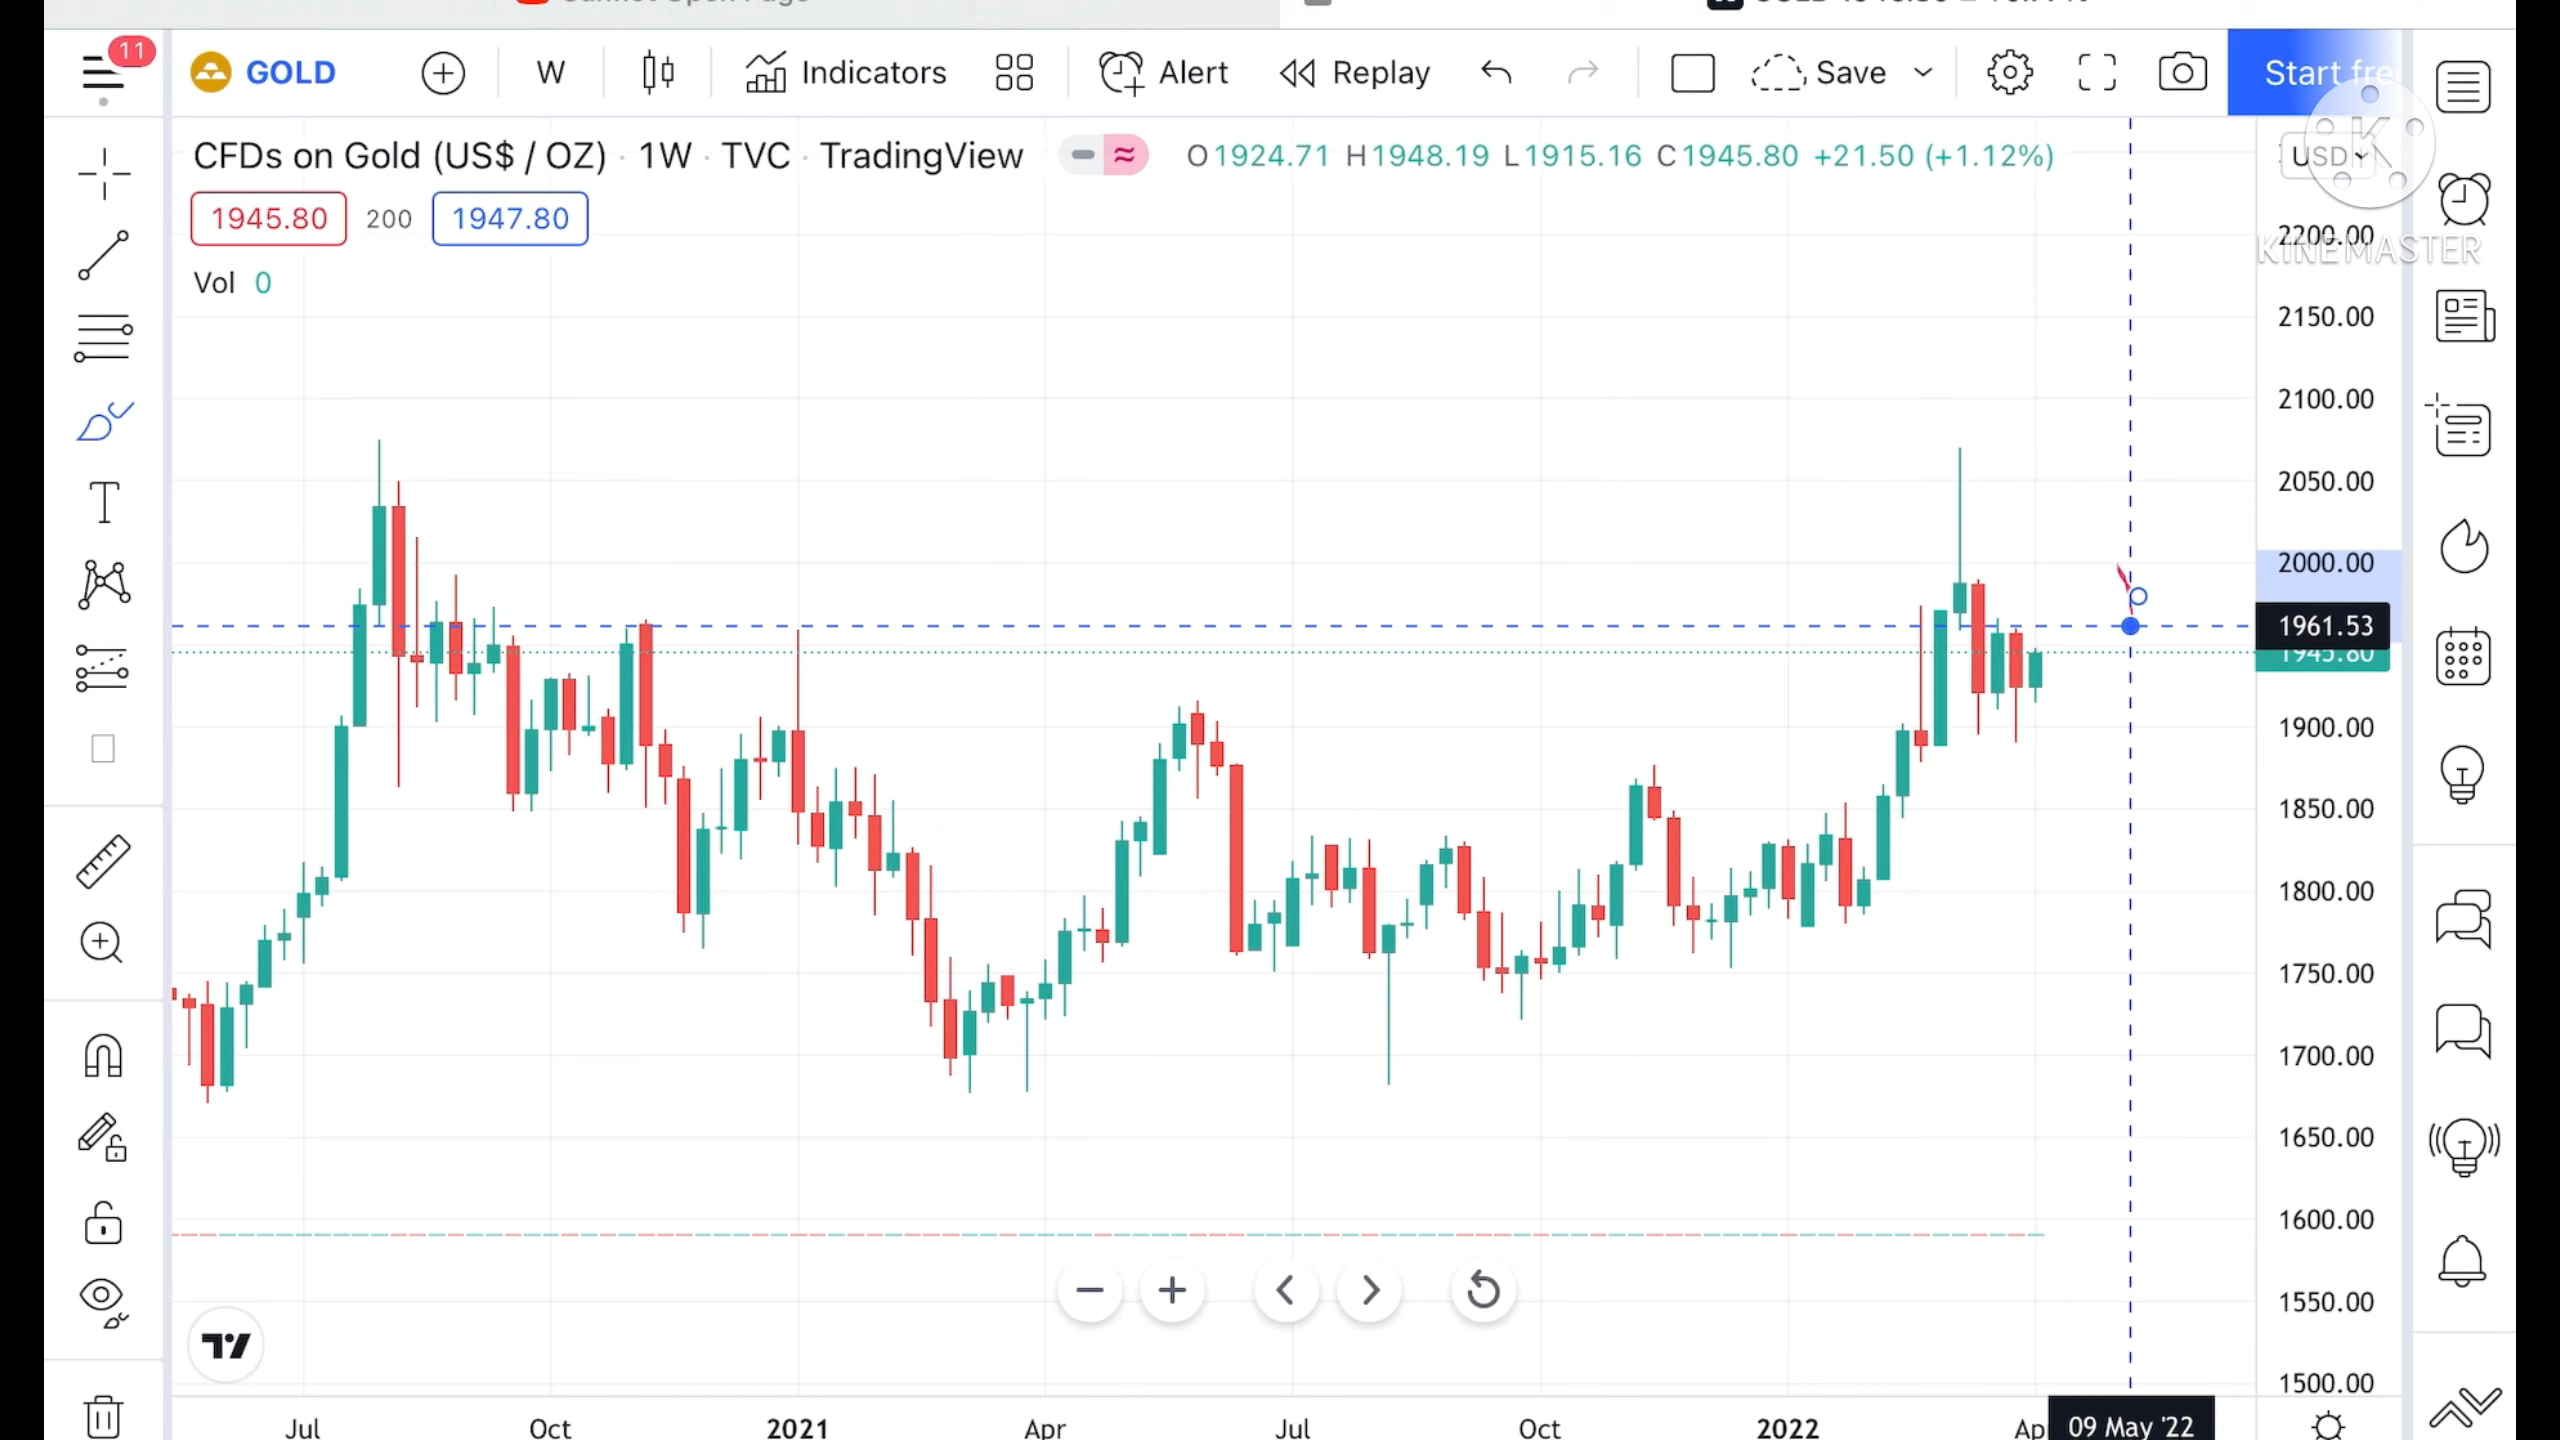 11
GOLD
W
Indicators
Alert
Replay
Save
Start fre
CFDs on Gold (US$ / OZ) · 1W · TVC · TradingView
O1924.71 H1948.19 L1915.16 C1945.80 +21.50 (+1.12%)
USD
K
KINEMASTER
1945.80 200 1947.80
Vol 0
2200.00
2150.00
2100.00
2050.00
2000.00
1961.53
1945.80
1900.00
1850.00
1800.00
1750.00
1700.00
1650.00
1600.00
1550.00
1500.00
Jul Oct 2021 Apr Jul Oct 2022 Ap 09 May '22